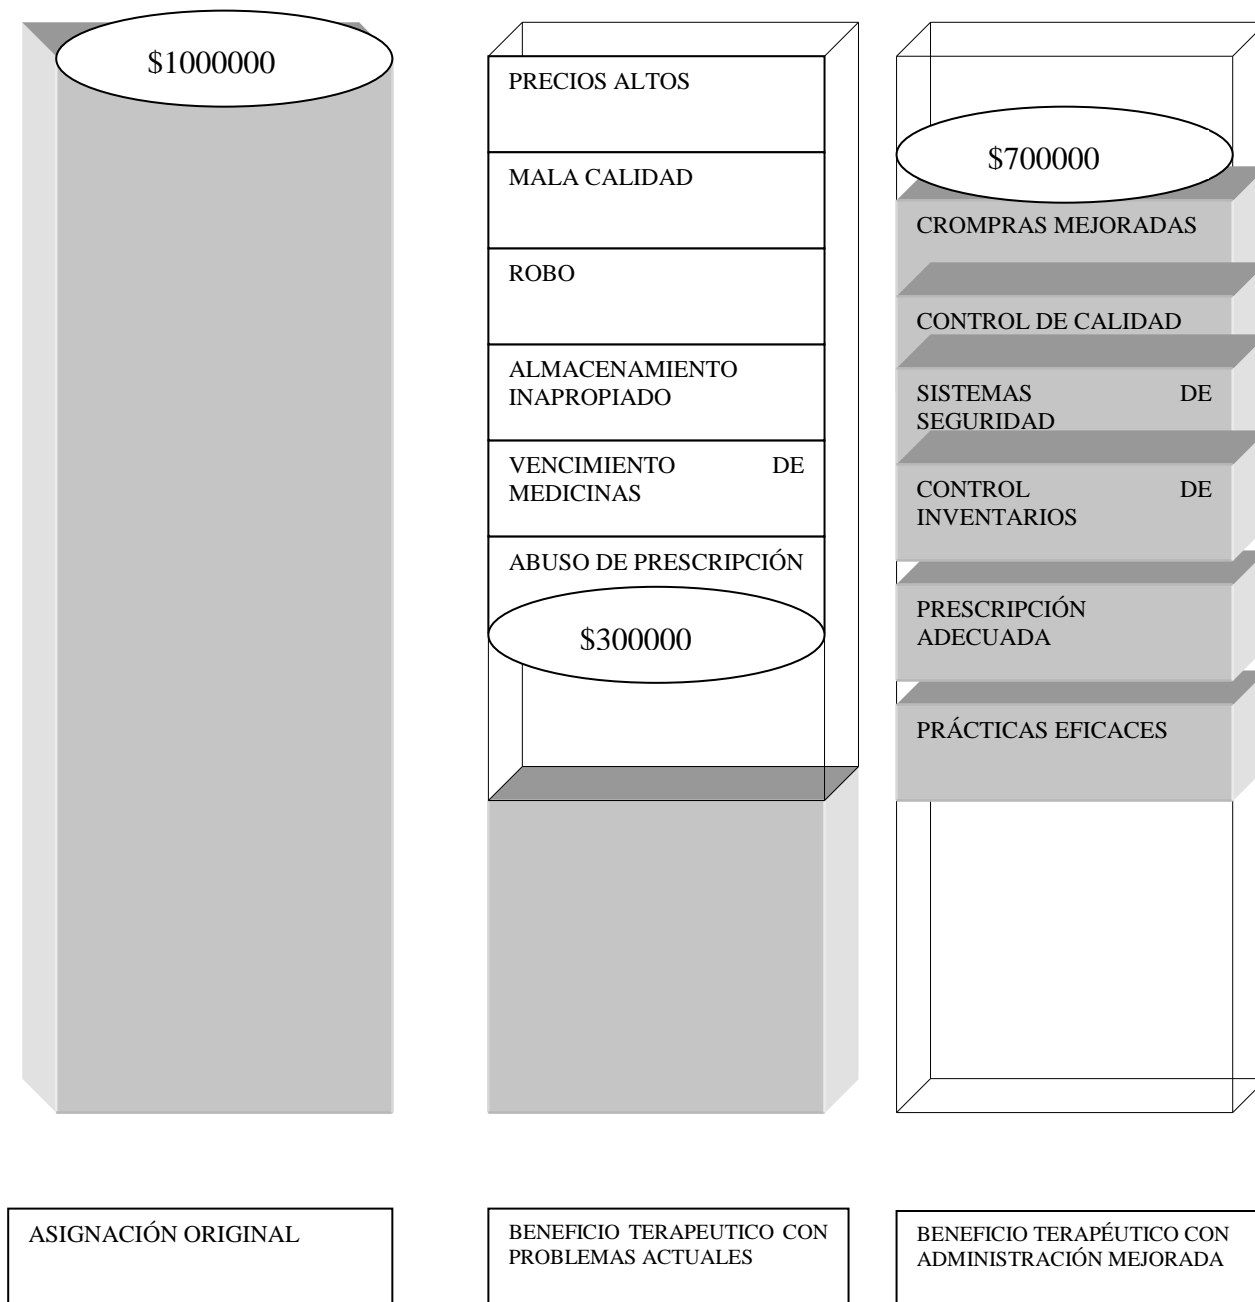 $1000000
PRECIOS ALTOS
MALA CALIDAD
ROBO
ALMACENAMIENTO
INAPROPIADO
VENCIMIENTO DE
MEDICINAS
ABUSO DE PRESCRIPCIÓN
$300000
$700000
CROMPRAS MEJORADAS
CONTROL DE CALIDAD
SISTEMAS DE
SEGURIDAD
CONTROL DE
INVENTARIOS
PRESCRIPCIÓN
ADECUADA
PRÁCTICAS EFICACES
ASIGNACIÓN ORIGINAL
BENEFICIO TERAPEUTICO CON
PROBLEMAS ACTUALES
BENEFICIO TERAPÉUTICO CON
ADMINISTRACIÓN MEJORADA